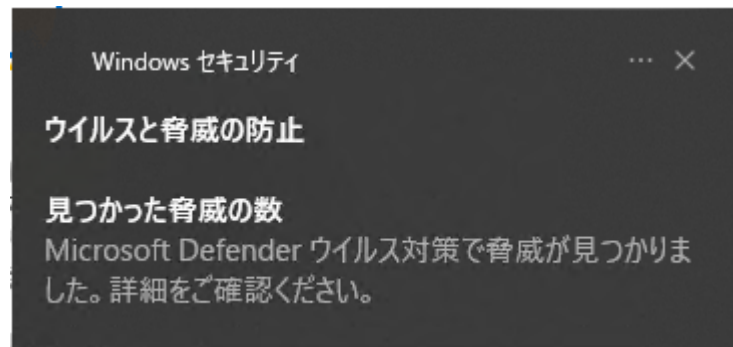 Windows セキュリティ
ウイルスと脅威の防止
見つかった脅威の数
Microsoft Defender ウイルス対策で脅威が見つかりま
した。詳細をご確認ください。